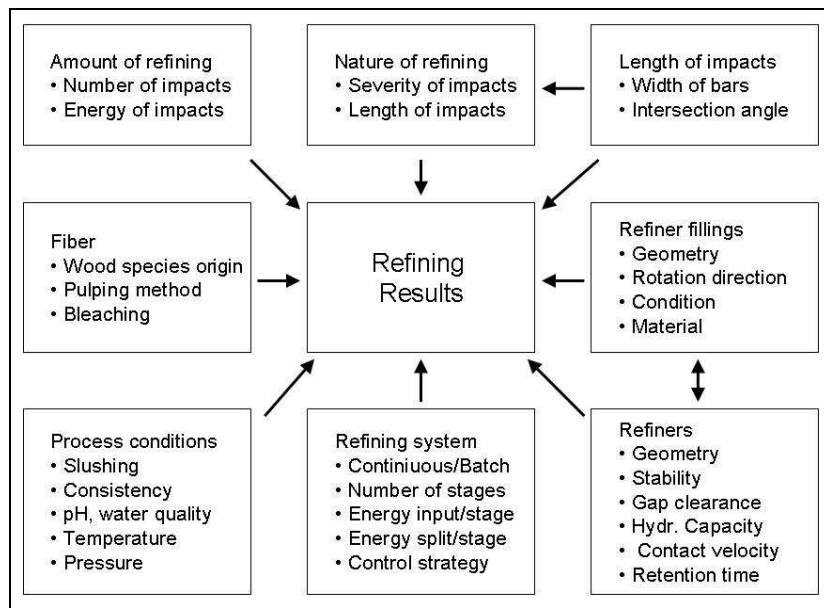 Amount of refining
• Number of impacts
• Energy of impacts
Nature of refining
• Severity of impacts
• Length of impacts
Length of impacts
• Width of bars
• Intersection angle
Fiber
• Wood species origin
• Pulping method
• Bleaching
Refining
Results
Refiner fillings
• Geometry
• Rotation direction
• Condition
• Material
Process conditions
• Slushing
• Consistency
• pH, water quality
• Temperature
• Pressure
Refining system
• Continiuous/Batch
• Number of stages
• Energy input/stage
• Energy split/stage
• Control strategy
Refiners
• Geometry
• Stability
• Gap clearance
• Hydr. Capacity
• Contact velocity
• Retention time